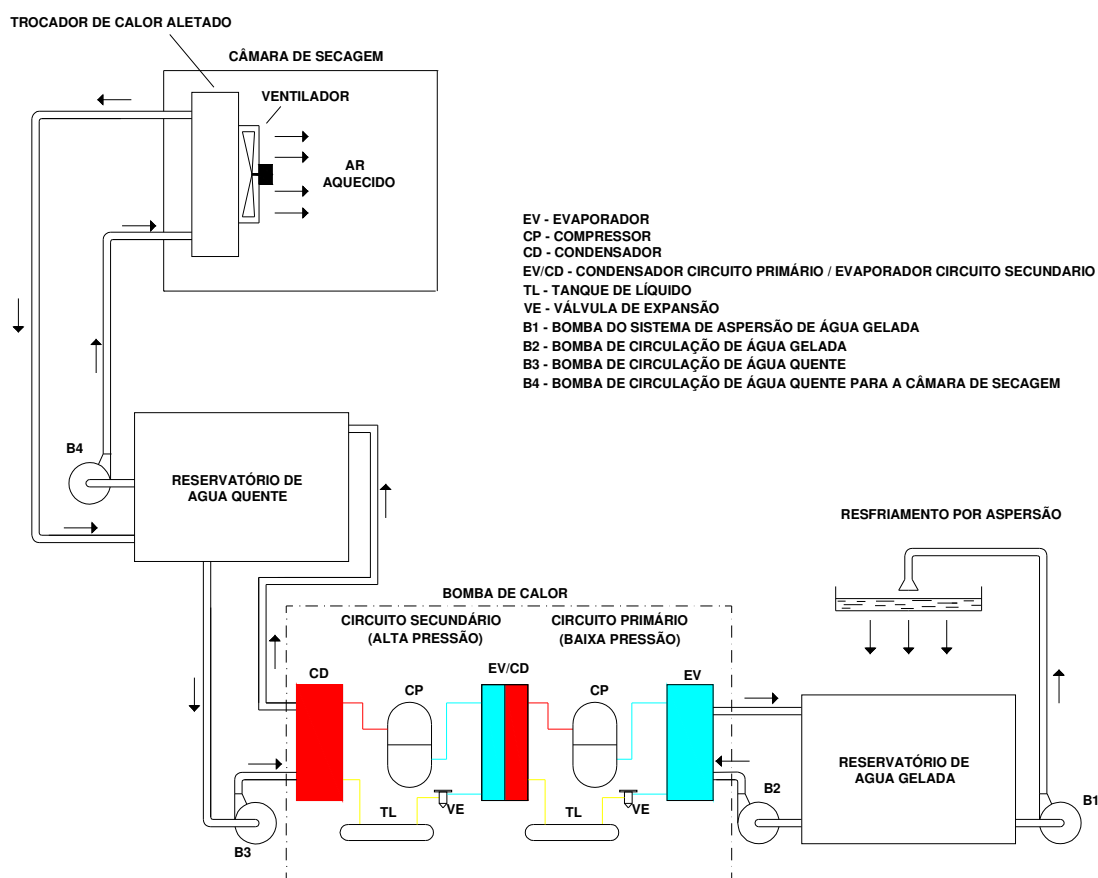 TROCADOR DE CALOR ALETADO
CÂMARA DE SECAGEM
VENTILADOR
AR
AQUECIDO
EV - EVAPORADOR
CP - COMPRESSOR
CD - CONDENSADOR
EV/CD - CONDENSADOR CIRCUITO PRIMÁRIO / EVAPORADOR CIRCUITO SECUNDARIO
TL - TANQUE DE LÍQUIDO
VE - VÁLVULA DE EXPANSÃO
B1 - BOMBA DO SISTEMA DE ASPERSÃO DE ÁGUA GELADA
B2 - BOMBA DE CIRCULAÇÃO DE ÁGUA GELADA
B3 - BOMBA DE CIRCULAÇÃO DE ÁGUA QUENTE
B4 - BOMBA DE CIRCULAÇÃO DE ÁGUA QUENTE PARA A CÂMARA DE SECAGEM
B4
RESERVATÓRIO DE
AGUA QUENTE
RESFRIAMENTO POR ASPERSÃO
BOMBA DE CALOR
CIRCUITO SECUNDÁRIO
(ALTA PRESSÃO)
CIRCUITO PRIMÁRIO
(BAIXA PRESSÃO)
CD
CP
EV/CD
CP
EV
RESERVATÓRIO DE
AGUA GELADA
B2
B1
TL
VE
TL
VE
B3